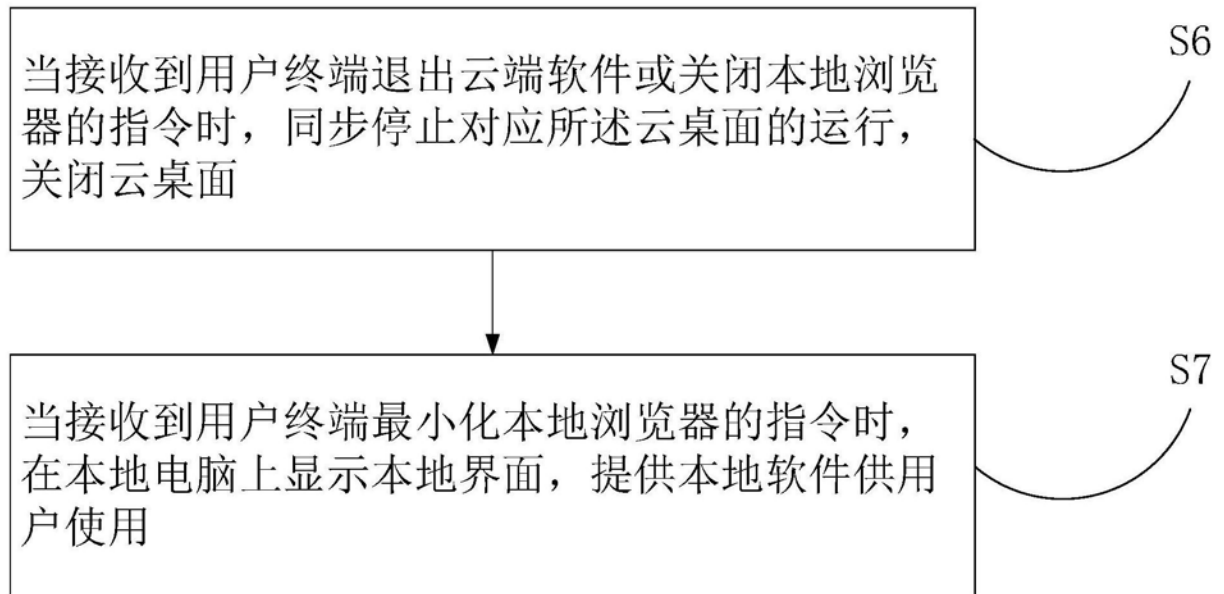 当接收到用户终端退出云端软件或关闭本地浏览
器的指令时，同步停止对应所述云桌面的运行，
关闭云桌面
S6
当接收到用户终端最小化本地浏览器的指令时，
在本地电脑上显示本地界面，提供本地软件供用
户使用
S7